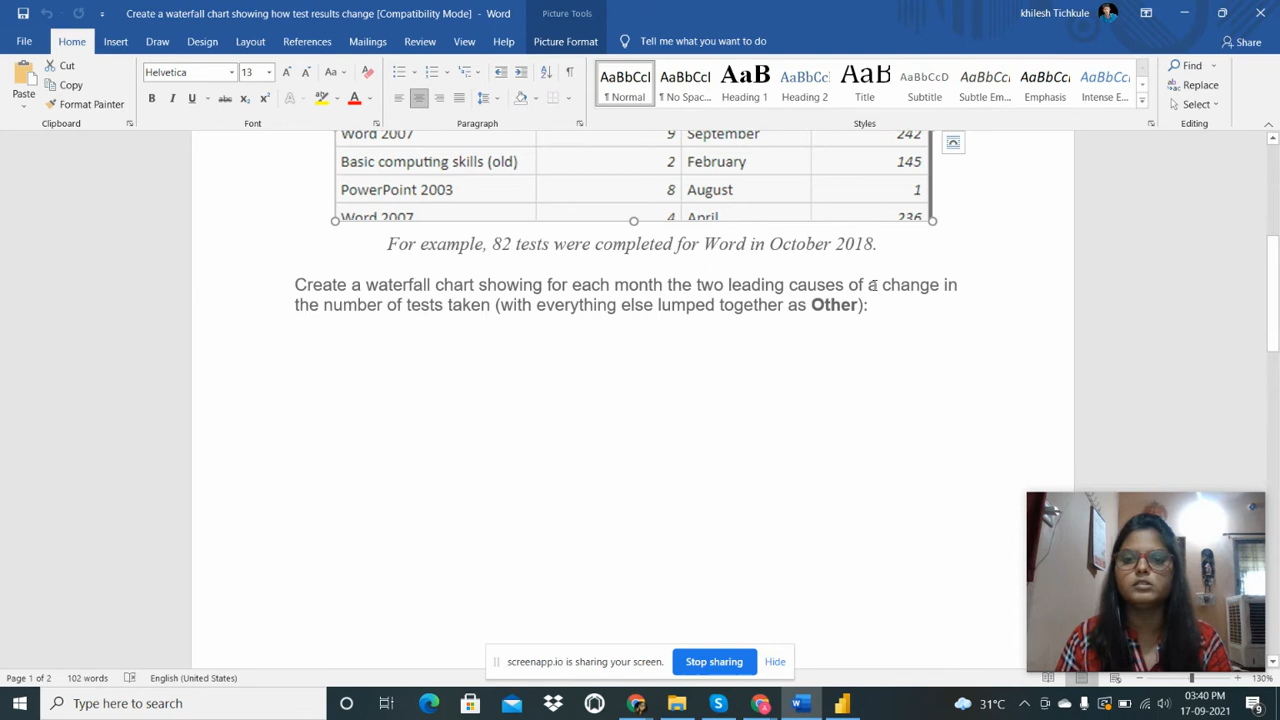 Create a waterfall chart showing how test results change [Compatibility Mode] - Word
Picture Tools
khilesh Tichkule
File
Home
Insert
Draw
Design
Layout
References
Mailings
Review
View
Help
Picture Format
Tell me what you want to do
Share
Paste
Cut
Copy
Format Painter
Clipboard
Helvetica
13
Font
Paragraph
AaBbCcI
¶ Normal
AaBbCcI
¶ No Spac...
AaB
Heading 1
AaBbCc
Heading 2
AaBbCc
Title
AaBbCcD
Subtitle
AaBbCcI
Subtle Em...
AaBbCcI
Emphasis
AaBbCcI
Intense E...
Styles
Find
Replace
Select
Editing
Word 2007 9 September 242
Basic computing skills (old) 2 February 145
PowerPoint 2003 8 August 1
Word 2007 4 April 236
For example, 82 tests were completed for Word in October 2018.
Create a waterfall chart showing for each month the two leading causes of a change in
the number of tests taken (with everything else lumped together as Other):
screenapp.io is sharing your screen.
Stop sharing
Hide
Page 1 of 2
102 words
English (United States)
130%
Type here to search
31°C
03:40 PM
17-09-2021